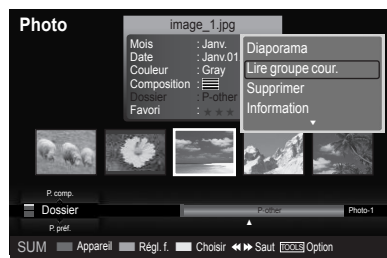 Photo
image_1.jpg
Mois : Janv.
Date : Janv.01
Couleur : Gray
Composition :
Dossier : P-other
Favori : ★ ★ ★
Diaporama
Lire groupe cour.
Supprimer
Information
P. comp.
Dossier
P-other
Photo-1
P. préf.
SUM Appareil Régl. f. Choisir Saut TOOLS Option